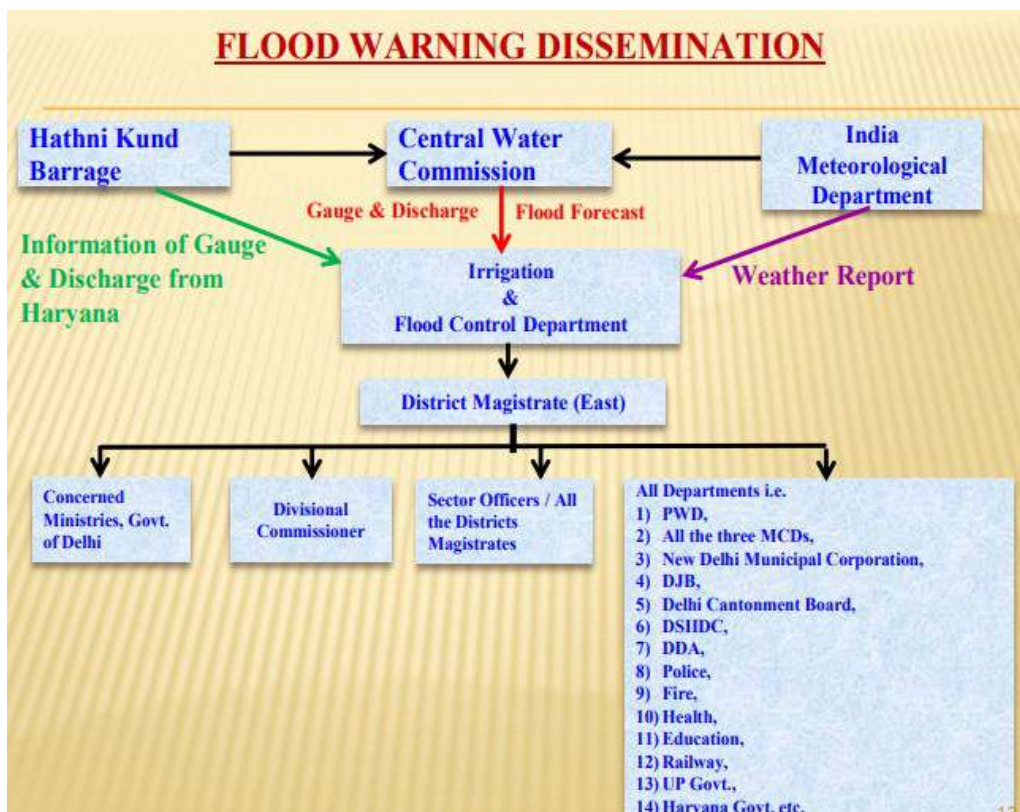 FLOOD WARNING DISSEMINATION
Hathni Kund
Barrage
Central Water
Commission
India
Meteorological
Department
Gauge & Discharge
Flood Forecast
Information of Gauge
& Discharge from
Haryana
Weather Report
Irrigation
&
Flood Control Department
District Magistrate (East)
Concerned
Ministries, Govt.
of Delhi
Divisional
Commissioner
Sector Officers / All
the Districts
Magistrates
All Departments i.e.
1) PWD,
2) All the three MCDs,
3) New Delhi Municipal Corporation,
4) DJB,
5) Delhi Cantonment Board,
6) DSIIDC,
7) DDA,
8) Police,
9) Fire,
10) Health,
11) Education,
12) Railway,
13) UP Govt.,
14) Haryana Govt. etc.